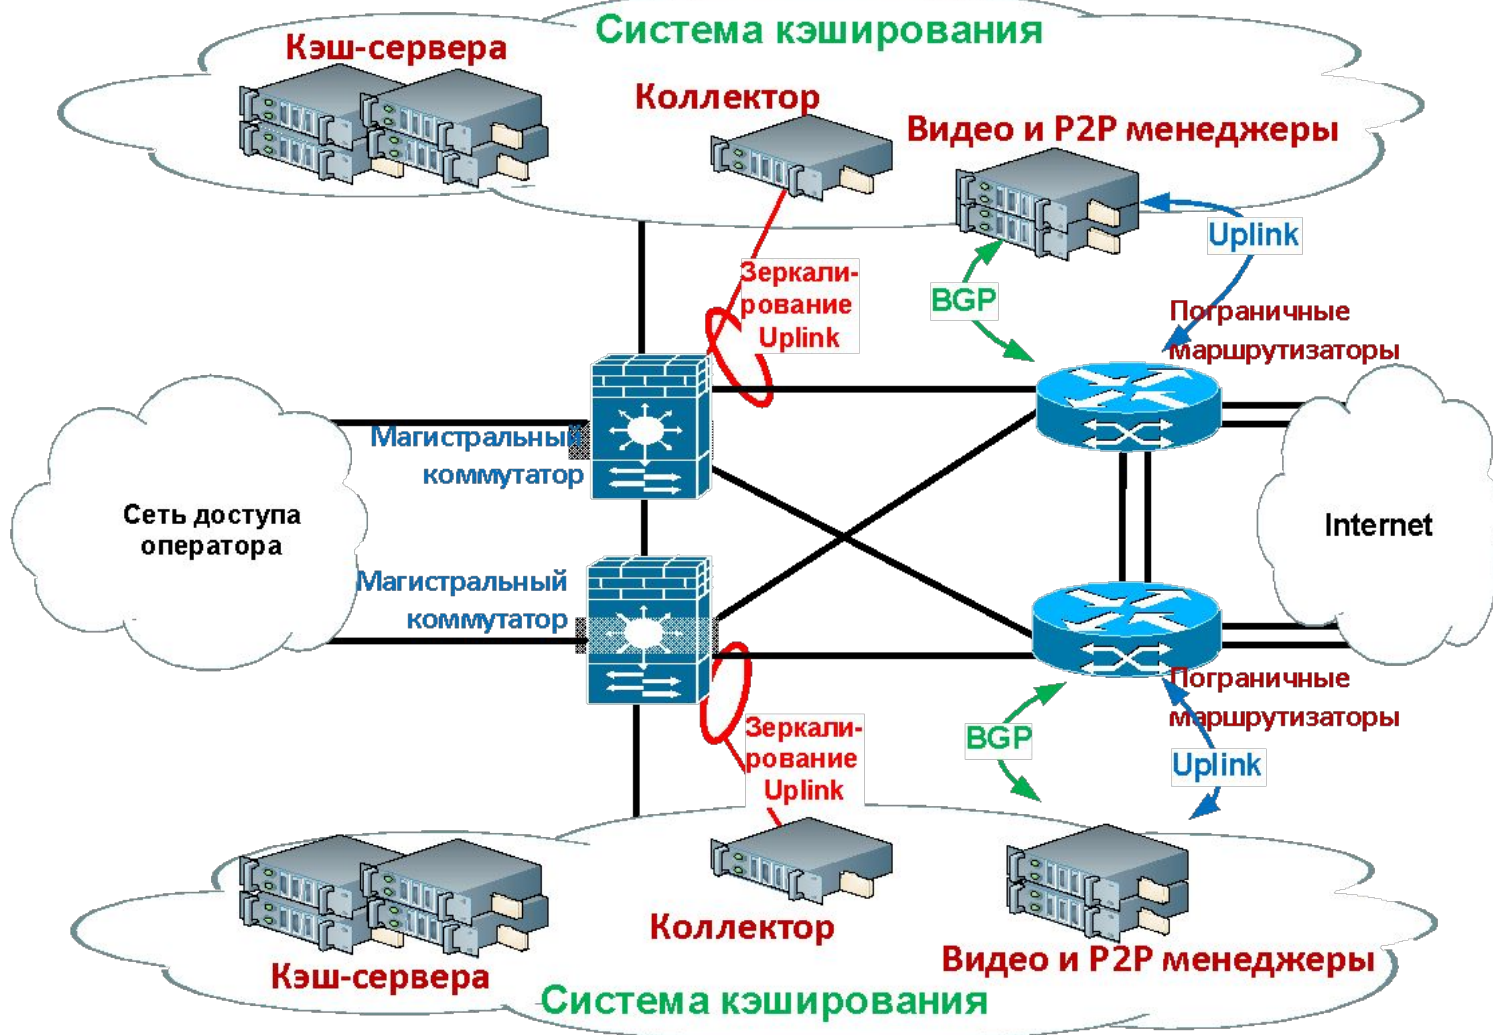 Система кэширования
Кэш-сервера
Коллектор
Видео и P2P менеджеры
Uplink
BGP
Зеркали-
рование
Uplink
Пограничные
маршрутизаторы
Магистральный
коммутатор
Сеть доступа
оператора
Internet
Магистральный
коммутатор
Пограничные
маршрутизаторы
BGP
Uplink
Зеркали-
рование
Uplink
Коллектор
Видео и P2P менеджеры
Кэш-сервера
Система кэширования